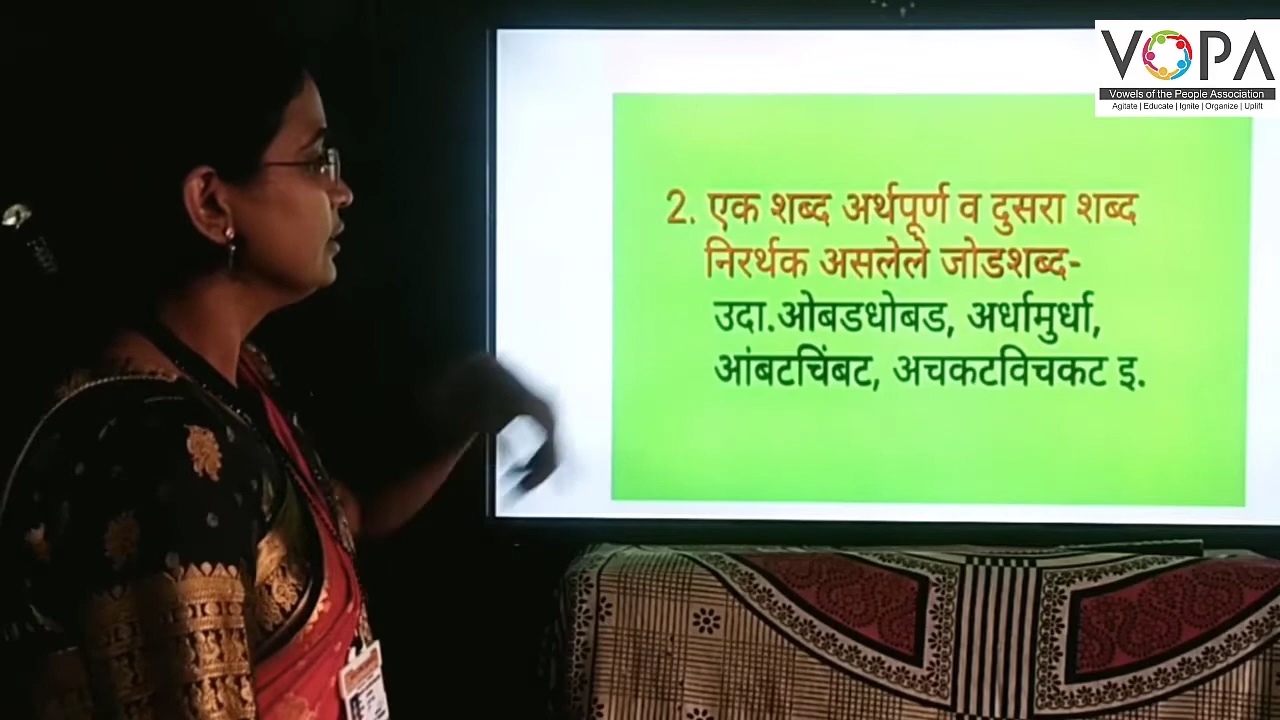 VOPA
Vowels of the People Association
Agitate | Educate | Ignite | Organize | Uplift
2. एक शब्द अर्थपूर्ण व दुसरा शब्द
निरर्थक असलेले जोडशब्द-
उदा.ओबडधोबड, अर्धामुर्धा,
आंबटचिंबट, अचकटविचकट इ.